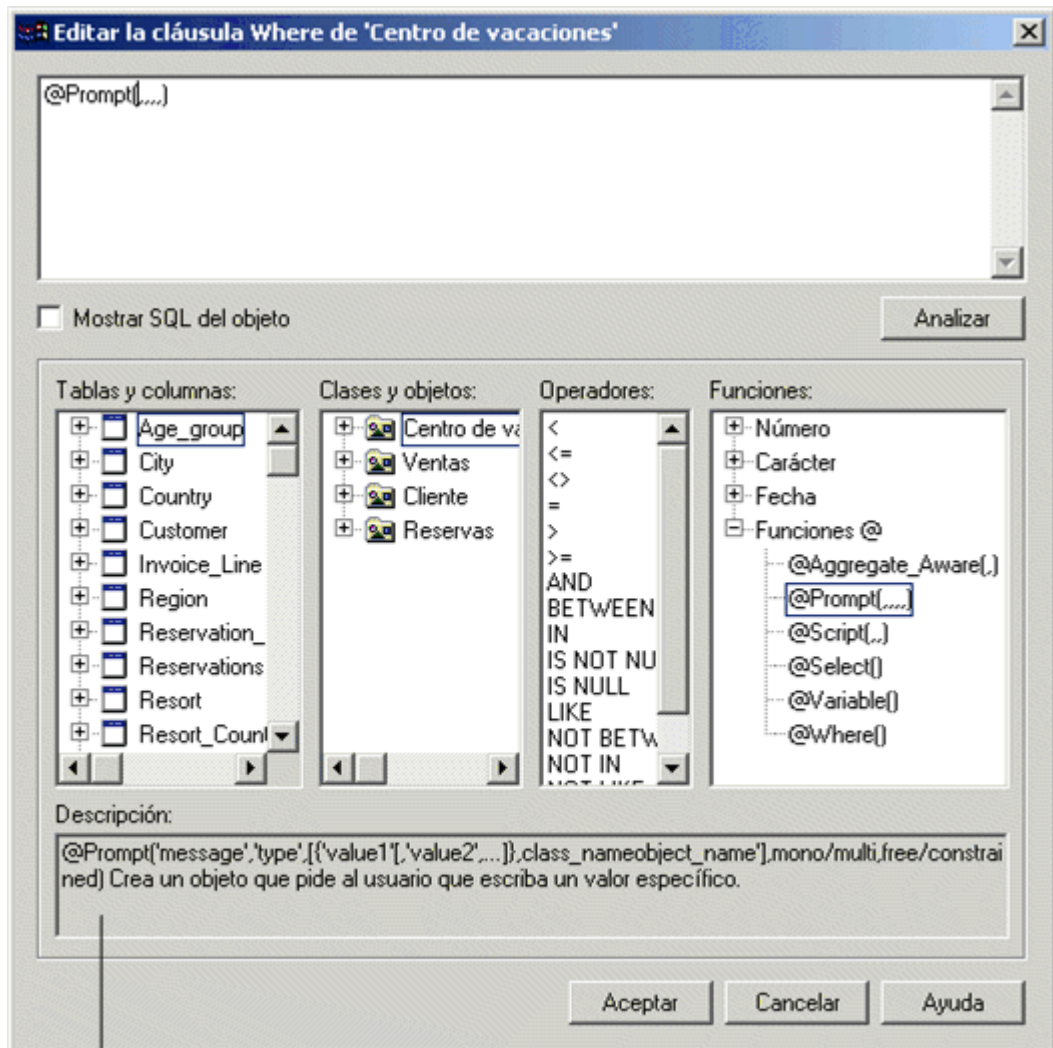 Editar la cláusula Where de 'Centro de vacaciones'
@Prompt(,,,,)
Mostrar SQL del objeto
Analizar
Tablas y columnas:
Age_group
City
Country
Customer
Invoice_Line
Region
Reservation_
Reservations
Resort
Resort_Count
Clases y objetos:
Centro de va
Ventas
Cliente
Reservas
Operadores:
<
<=
<>
=
>
>=
AND
BETWEEN
IN
IS NOT NU
IS NULL
LIKE
NOT BETW
NOT IN
NOT LIKE
Funciones:
Número
Carácter
Fecha
Funciones @
@Aggregate_Aware(,)
@Prompt(,,,,)
@Script(,,)
@Select()
@Variable()
@Where()
Descripción:
@Prompt('message','type',[{'value1'[,'value2',...]},class_nameobject_name'],mono/multi,free/constrai
ned) Crea un objeto que pide al usuario que escriba un valor específico.
Aceptar
Cancelar
Ayuda